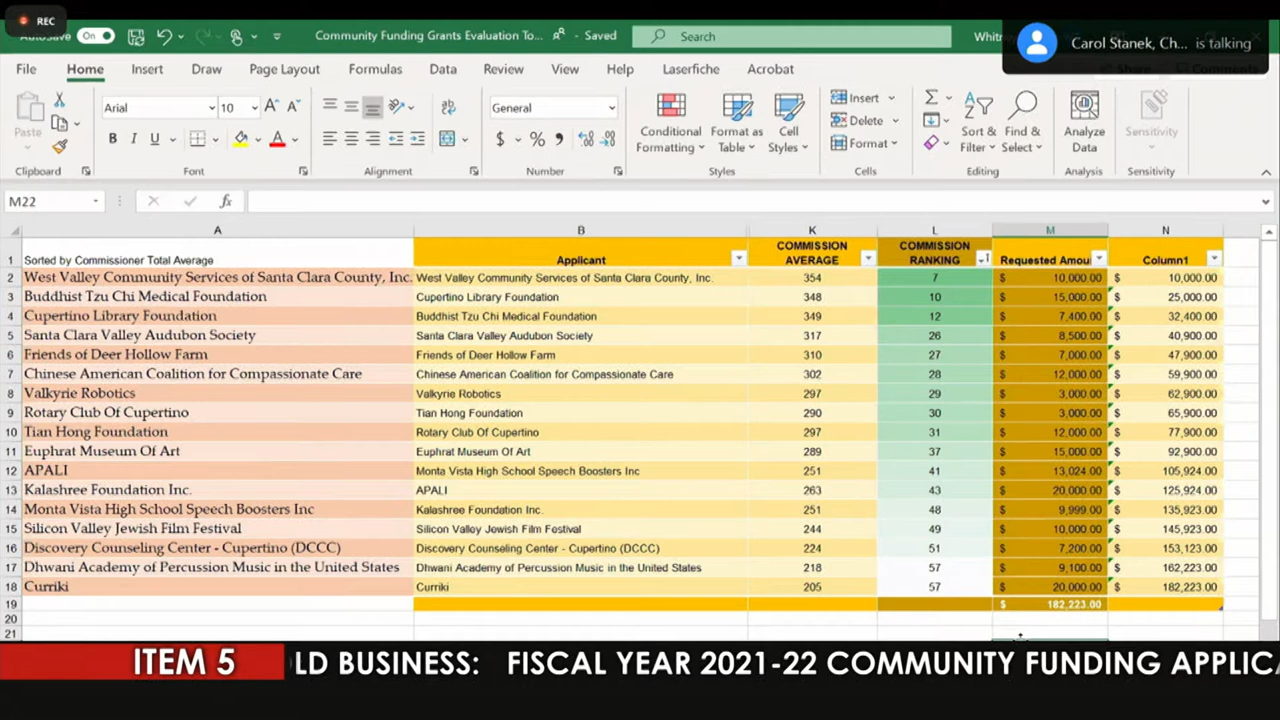 REC
AutoSave On Community Funding Grants Evaluation To... - Saved Search
Carol Stanek, Ch... is talking
File Home Insert Draw Page Layout Formulas Data Review View Help Laserfiche Acrobat
Share Comments
Paste Arial 10 General Conditional Formatting Format as Table Cell Styles Insert Delete Format Sort & Filter Find & Select Analyze Data Sensitivity
Clipboard Font Alignment Number Styles Cells Editing Analysis Sensitivity
M22 fx
A B K L M N
1 Sorted by Commissioner Total Average Applicant COMMISSION AVERAGE COMMISSION RANKING Requested Amou Column1
2 West Valley Community Services of Santa Clara County, Inc. West Valley Community Services of Santa Clara County, Inc. 354 7 $ 10,000.00 $ 10,000.00
3 Buddhist Tzu Chi Medical Foundation Cupertino Library Foundation 348 10 $ 15,000.00 $ 25,000.00
4 Cupertino Library Foundation Buddhist Tzu Chi Medical Foundation 349 12 $ 7,400.00 $ 32,400.00
5 Santa Clara Valley Audubon Society Santa Clara Valley Audubon Society 317 26 $ 8,500.00 $ 40,900.00
6 Friends of Deer Hollow Farm Friends of Deer Hollow Farm 310 27 $ 7,000.00 $ 47,900.00
7 Chinese American Coalition for Compassionate Care Chinese American Coalition for Compassionate Care 302 28 $ 12,000.00 $ 59,900.00
8 Valkyrie Robotics Valkyrie Robotics 297 29 $ 3,000.00 $ 62,900.00
9 Rotary Club Of Cupertino Tian Hong Foundation 290 30 $ 3,000.00 $ 65,900.00
10 Tian Hong Foundation Rotary Club Of Cupertino 297 31 $ 12,000.00 $ 77,900.00
11 Euphrat Museum Of Art Euphrat Museum Of Art 289 37 $ 15,000.00 $ 92,900.00
12 APALI Monta Vista High School Speech Boosters Inc 251 41 $ 13,024.00 $ 105,924.00
13 Kalashree Foundation Inc. APALI 263 43 $ 20,000.00 $ 125,924.00
14 Monta Vista High School Speech Boosters Inc Kalashree Foundation Inc. 251 48 $ 9,999.00 $ 135,923.00
15 Silicon Valley Jewish Film Festival Silicon Valley Jewish Film Festival 244 49 $ 10,000.00 $ 145,923.00
16 Discovery Counseling Center - Cupertino (DCCC) Discovery Counseling Center - Cupertino (DCCC) 224 51 $ 7,200.00 $ 153,123.00
17 Dhwani Academy of Percussion Music in the United States Dhwani Academy of Percussion Music in the United States 218 57 $ 9,100.00 $ 162,223.00
18 Curriki Curriki 205 57 $ 20,000.00 $ 182,223.00
19 $ 182,223.00
20
21
ITEM 5 LD BUSINESS: FISCAL YEAR 2021-22 COMMUNITY FUNDING APPLICA